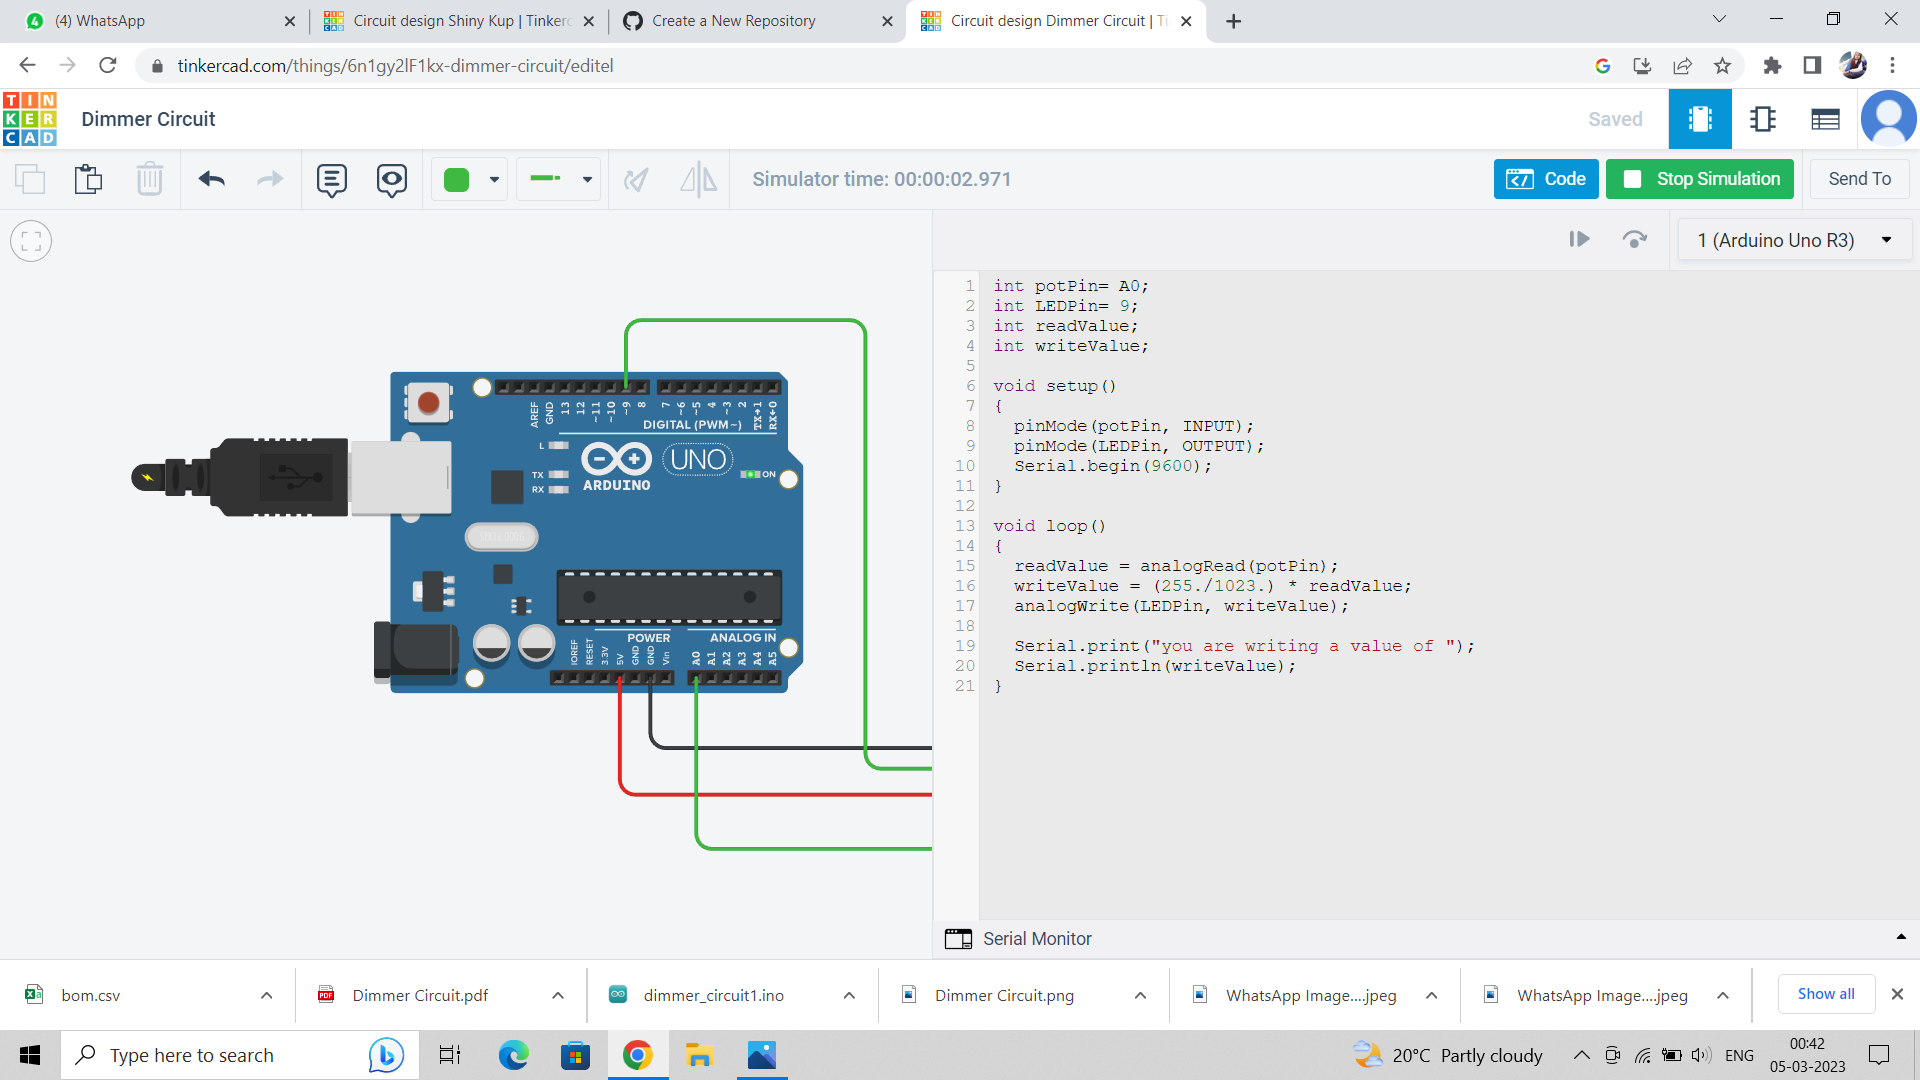 (4) WhatsApp
Circuit design Shiny Kup | Tinker
Create a New Repository
Circuit design Dimmer Circuit | Ti
tinkercad.com/things/6n1gy2lF1kx-dimmer-circuit/editel
TIN
KER
CAD
Dimmer Circuit
Saved
Simulator time: 00:00:02.971
Code
Stop Simulation
Send To
1 (Arduino Uno R3)
AREF
GND
13
12
~11
~10
~9
8
7
~6
~5
4
~3
2
TX→1
RX←0
DIGITAL (PWM~)
L
TX
RX
ARDUINO
UNO
ON
POWER
ANALOG IN
IOREF
RESET
3.3V
5V
GND
GND
Vin
A0
A1
A2
A3
A4
A5
1 int potPin= A0;
2 int LEDPin= 9;
3 int readValue;
4 int writeValue;
5
6 void setup()
7 {
8 pinMode(potPin, INPUT);
9 pinMode(LEDPin, OUTPUT);
10 Serial.begin(9600);
11 }
12
13 void loop()
14 {
15 readValue = analogRead(potPin);
16 writeValue = (255./1023.) * readValue;
17 analogWrite(LEDPin, writeValue);
18
19 Serial.print("you are writing a value of ");
20 Serial.println(writeValue);
21 }
Serial Monitor
bom.csv
PDF
Dimmer Circuit.pdf
dimmer_circuit1.ino
Dimmer Circuit.png
WhatsApp Image....jpeg
WhatsApp Image....jpeg
Show all
Type here to search
20°C Partly cloudy
ENG
00:42
05-03-2023